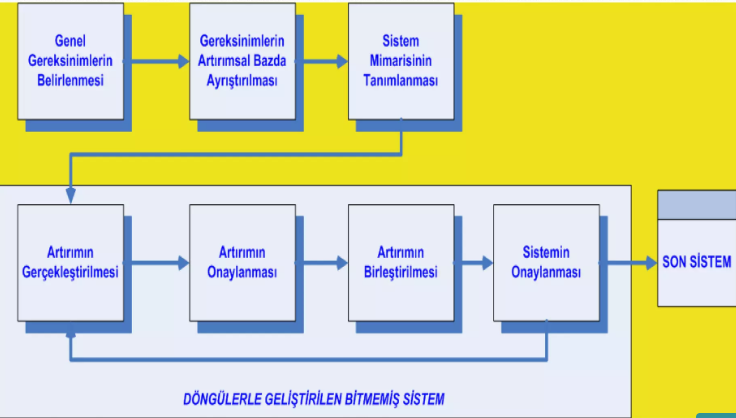 Genel
Gereksinimlerin
Belirlenmesi
Gereksinimlerin
Artırımsal Bazda
Ayrıştırılması
Sistem
Mimarisinin
Tanımlanması
Artırımın
Gerçekleştirilmesi
Artırımın
Onaylanması
Artırımın
Birleştirilmesi
Sistemin
Onaylanması
SON SİSTEM
DÖNGÜLERLE GELİŞTİRİLEN BİTMEMİŞ SİSTEM